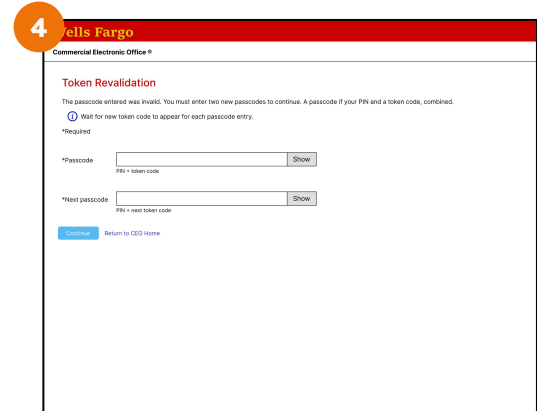 4
Wells Fargo
Commercial Electronic Office ®
Token Revalidation
The passcode entered was invalid. You must enter two new passcodes to continue. A passcode if your PIN and a token code, combined.
i Wait for new token code to appear for each passcode entry.
*Required
*Passcode Show
PIN + token code
*Next passcode Show
PIN + next token code
Continue Return to CEO Home